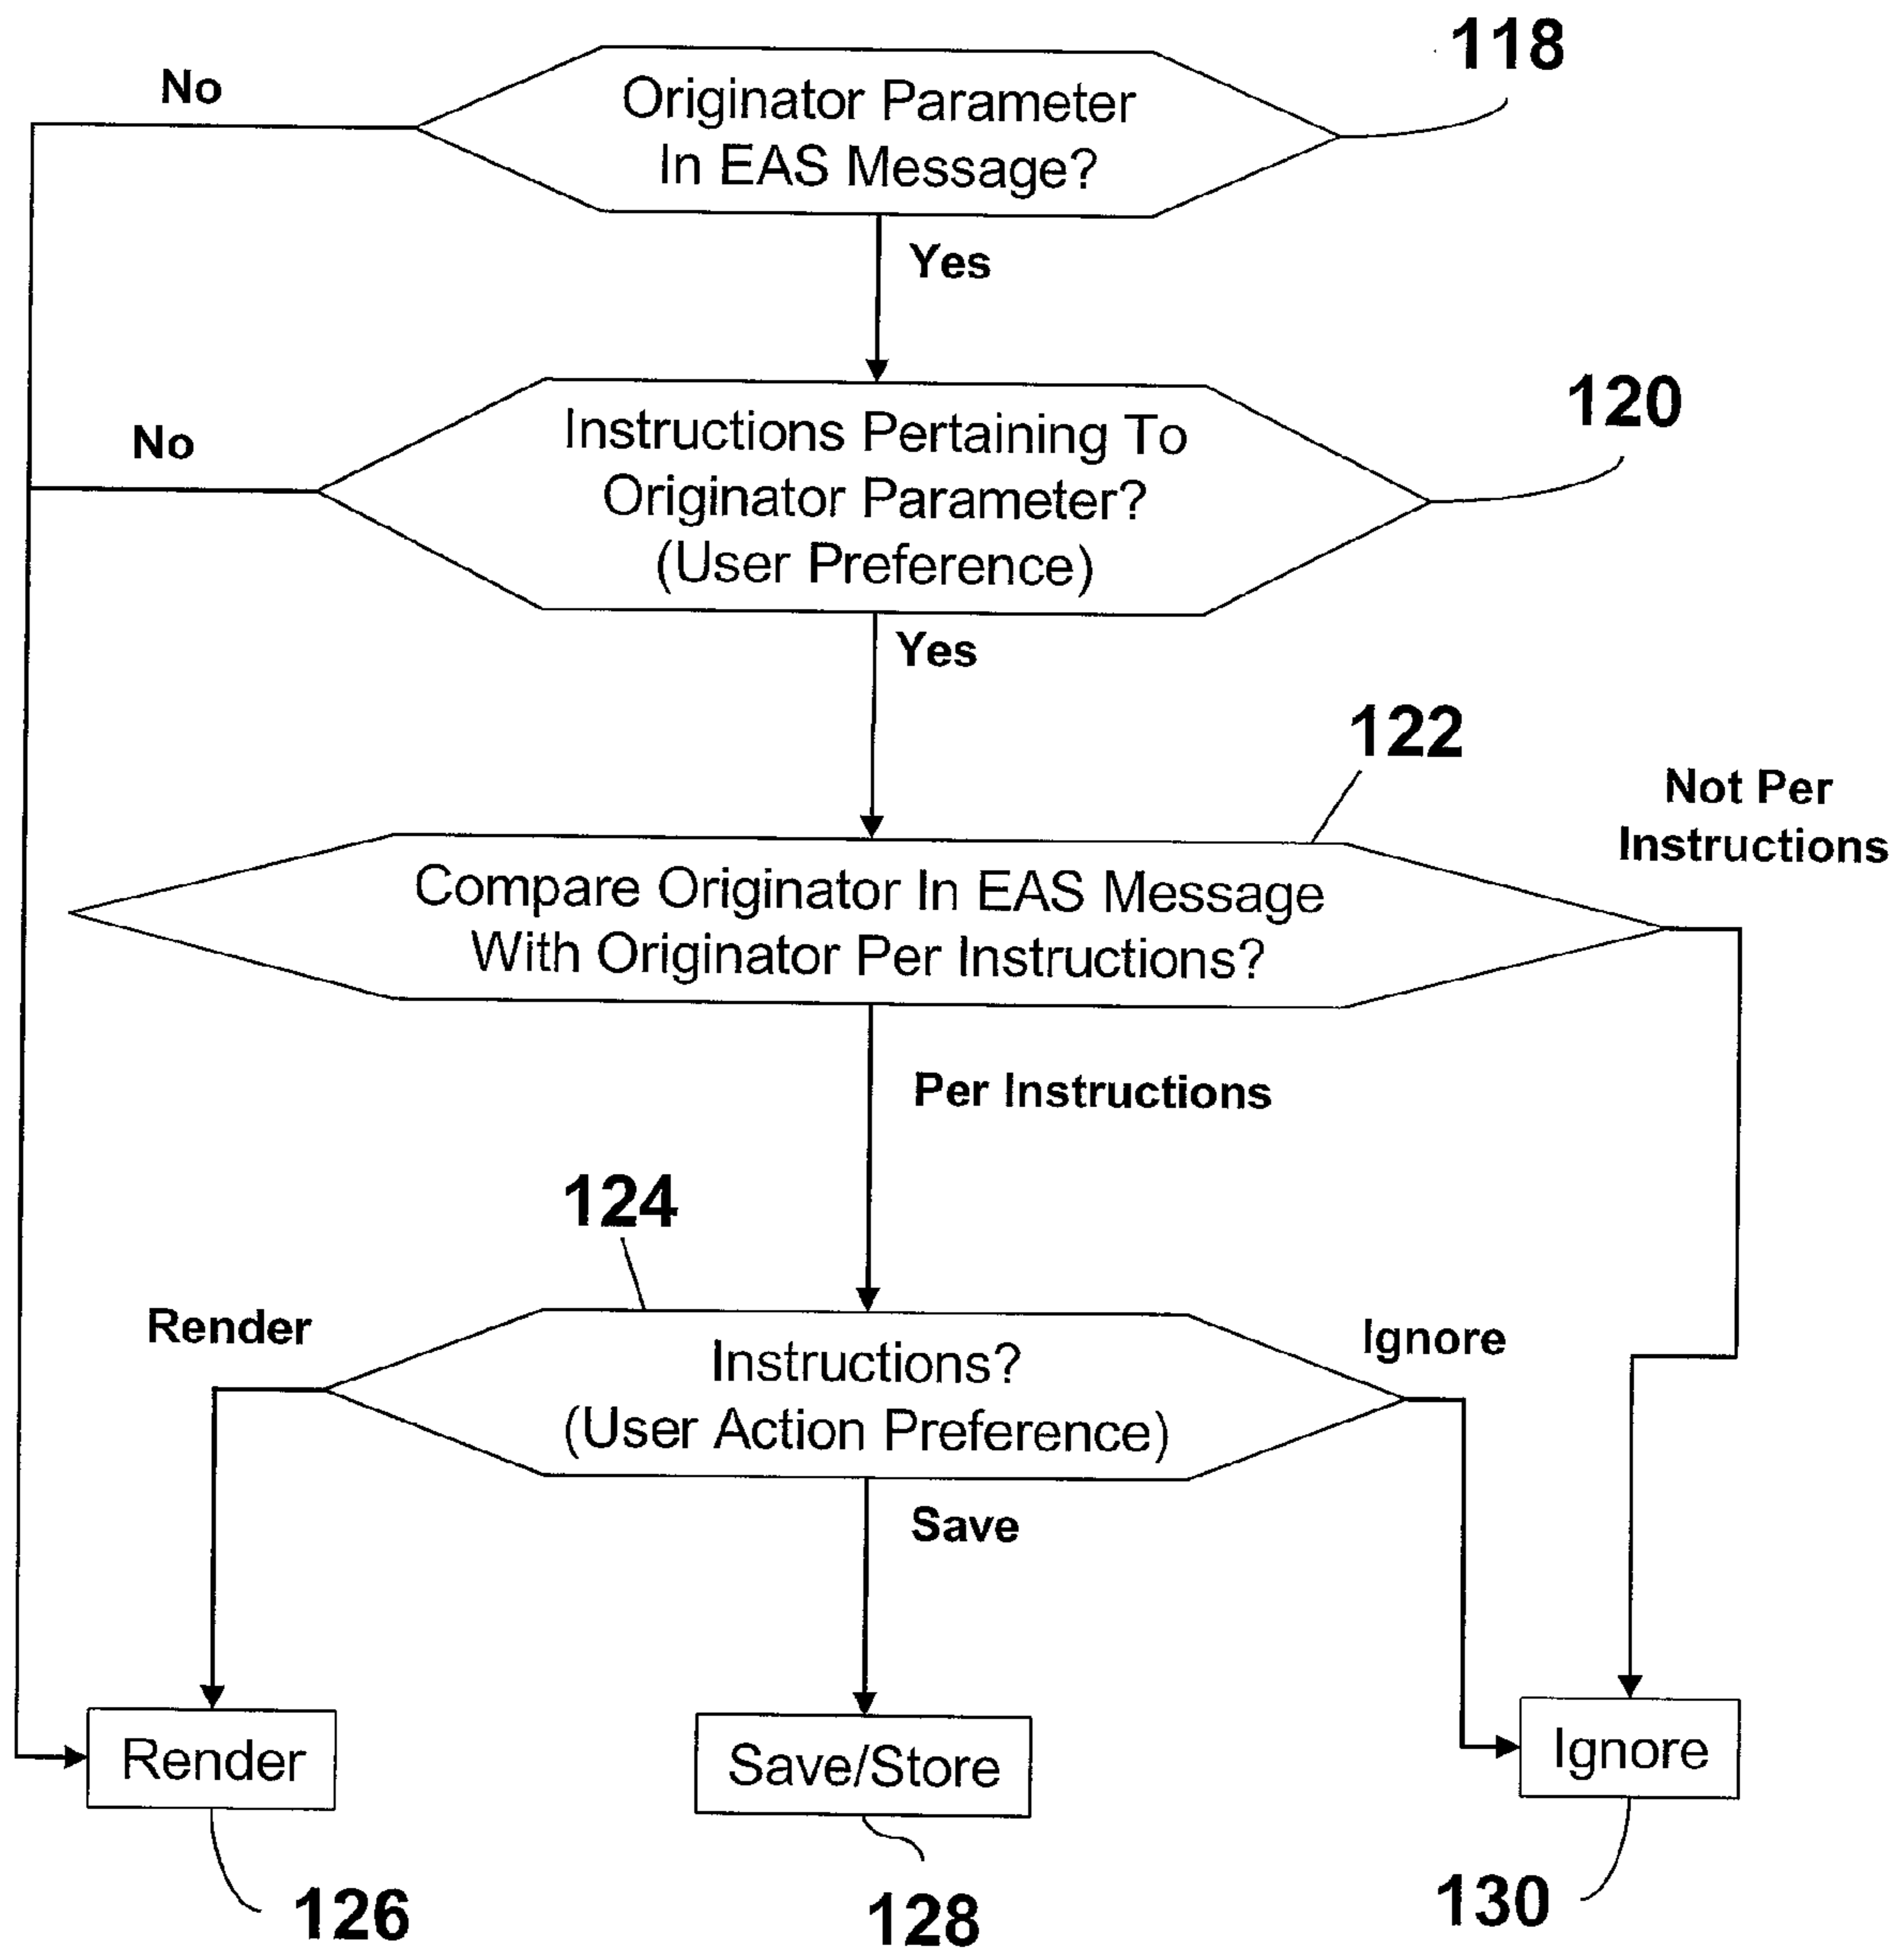 118
No
Originator Parameter
In EAS Message?
Yes
120
No
Instructions Pertaining To
Originator Parameter?
(User Preference)
Yes
122
Not Per
Instructions
Compare Originator In EAS Message
With Originator Per Instructions?
Per Instructions
124
Render
Ignore
Instructions?
(User Action Preference)
Save
Render
Save/Store
Ignore
126
128
130